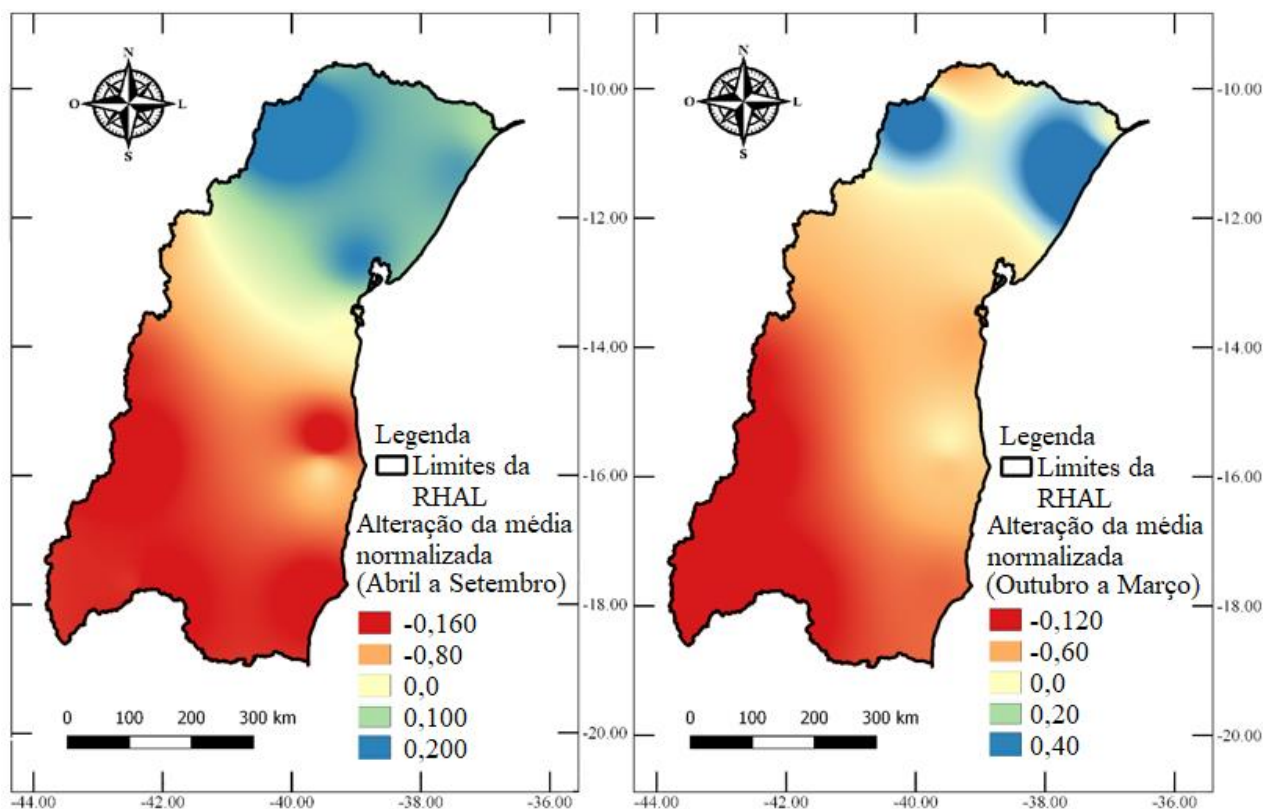 N
O
L
S
Legenda
Limites da
RHAL
Alteração da média
normalizada
(Abril a Setembro)
-0,160
-0,80
0,0
0,100
0,200
0 100 200 300 km
-44.00 -42.00 -40.00 -38.00 -36.00
-10.00
-12.00
-14.00
-16.00
-18.00
-20.00
N
O
L
S
Legenda
Limites da
RHAL
Alteração da média
normalizada
(Outubro a Março)
-0,120
-0,60
0,0
0,20
0,40
0 100 200 300 km
-44.00 -42.00 -40.00 -38.00 -36.00
-10.00
-12.00
-14.00
-16.00
-18.00
-20.00